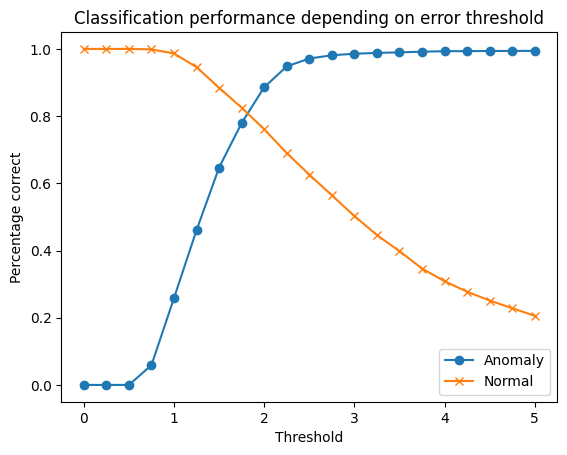 Classification performance depending on error threshold
Percentage correct
1.0
0.8
0.6
0.4
0.2
0.0
0 1 2 3 4 5
Threshold
Anomaly
Normal